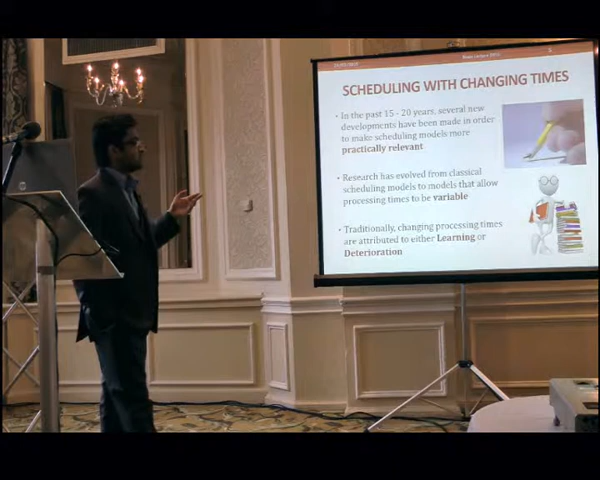 SCHEDULING WITH CHANGING TIMES
• In the past 15 - 20 years, several new
developments have been made in order
to make scheduling models more
practically relevant
• Research has evolved from classical
scheduling models to models that allow
processing times to be variable
• Traditionally, changing processing times
are attributed to either Learning or
Deterioration